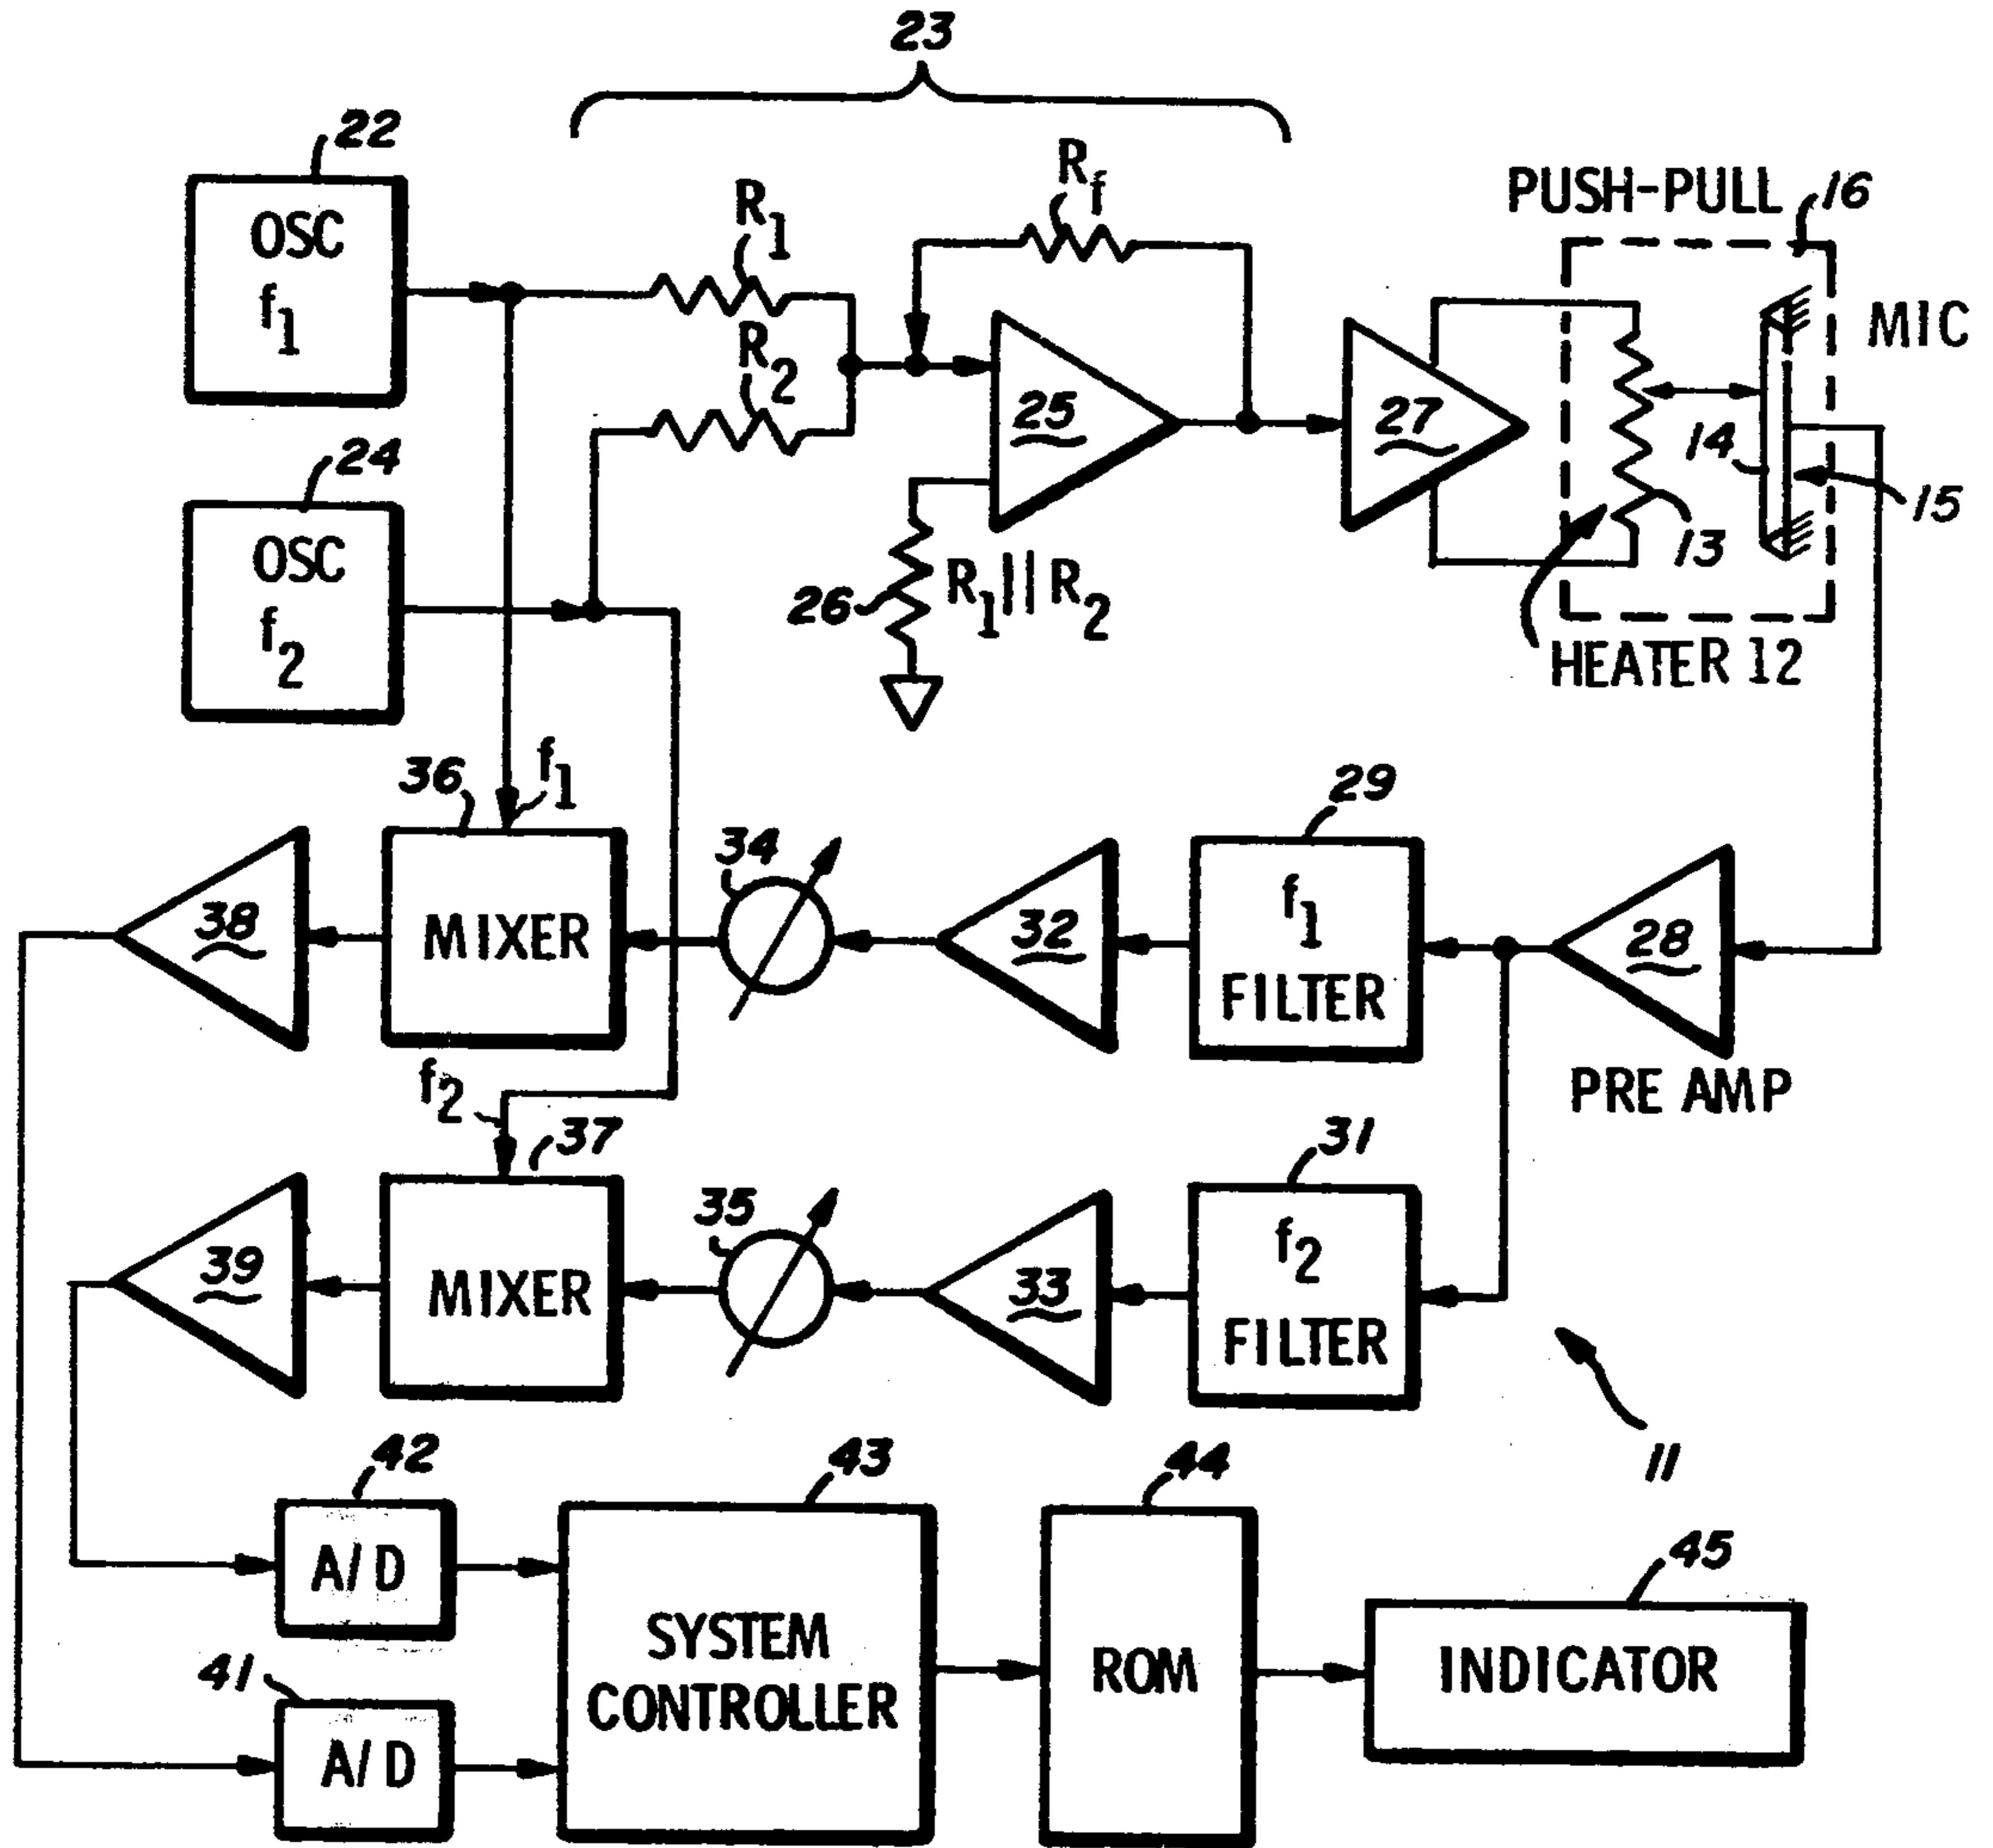 23
22
OSC
f1
R1
Rf
PUSH-PULL
16
MIC
R2
25
27
14
15
13
24
OSC
f2
26
R1||R2
HEATER 12
36
f1
34
29
38
MIXER
32
f1
FILTER
28
PRE AMP
f2
37
35
31
39
MIXER
33
f2
FILTER
11
42
A/D
43
SYSTEM
CONTROLLER
44
ROM
45
INDICATOR
41
A/D